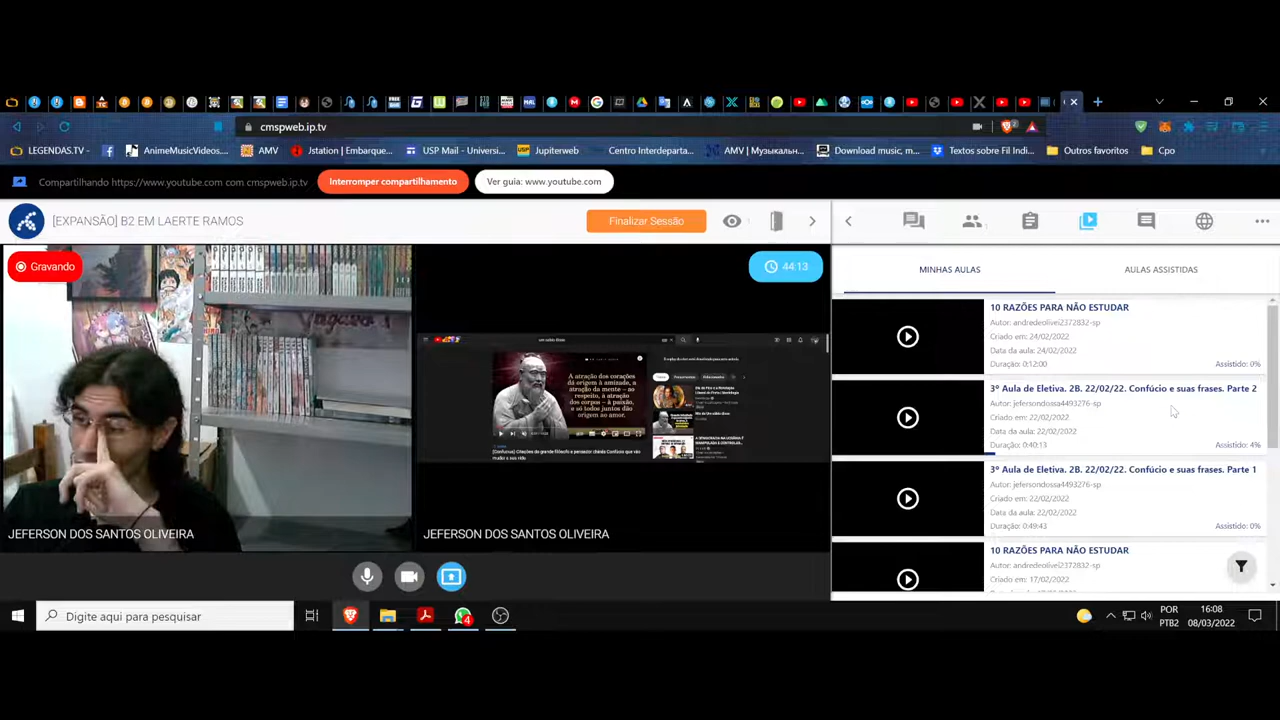 cmspweb.ip.tv
LEGENDAS.TV -
AnimeMusicVideos...
AMV
Jstation | Embarque...
USP Mail - Universi...
Jupiterweb
Centro Interdeparta...
AMV | Музыкальн...
Download music, m...
Textos sobre Fil Indi...
Outros favoritos
Cpo
Compartilhando https://www.youtube.com com cmspweb.ip.tv
Interromper compartilhamento
Ver guia: www.youtube.com
[EXPANSÃO] B2 EM LAERTE RAMOS
Finalizar Sessão
Gravando
44:13
A atração dos corações
dá origem à amizade,
a atração da mente – ao
respeito, à atração
dos corpos – à paixão,
e só todos juntos dão
origem ao amor.
JEFERSON DOS SANTOS OLIVEIRA
JEFERSON DOS SANTOS OLIVEIRA
MINHAS AULAS
AULAS ASSISTIDAS
10 RAZÕES PARA NÃO ESTUDAR
Autor: andredeolivei2372832-sp
Criado em: 24/02/2022
Data da aula: 24/02/2022
Duração: 0:12:00
Assistido: 0%
3º Aula de Eletiva. 2B. 22/02/22. Confúcio e suas frases. Parte 2
Autor: jefersondossa4493276-sp
Criado em: 22/02/2022
Data da aula: 22/02/2022
Duração: 0:40:13
Assistido: 4%
3º Aula de Eletiva. 2B. 22/02/22. Confúcio e suas frases. Parte 1
Autor: jefersondossa4493276-sp
Criado em: 22/02/2022
Data da aula: 22/02/2022
Duração: 0:49:43
Assistido: 0%
10 RAZÕES PARA NÃO ESTUDAR
Autor: andredeolivei2372832-sp
Criado em: 17/02/2022
Digite aqui para pesquisar
4
POR
PTB2
16:08
08/03/2022